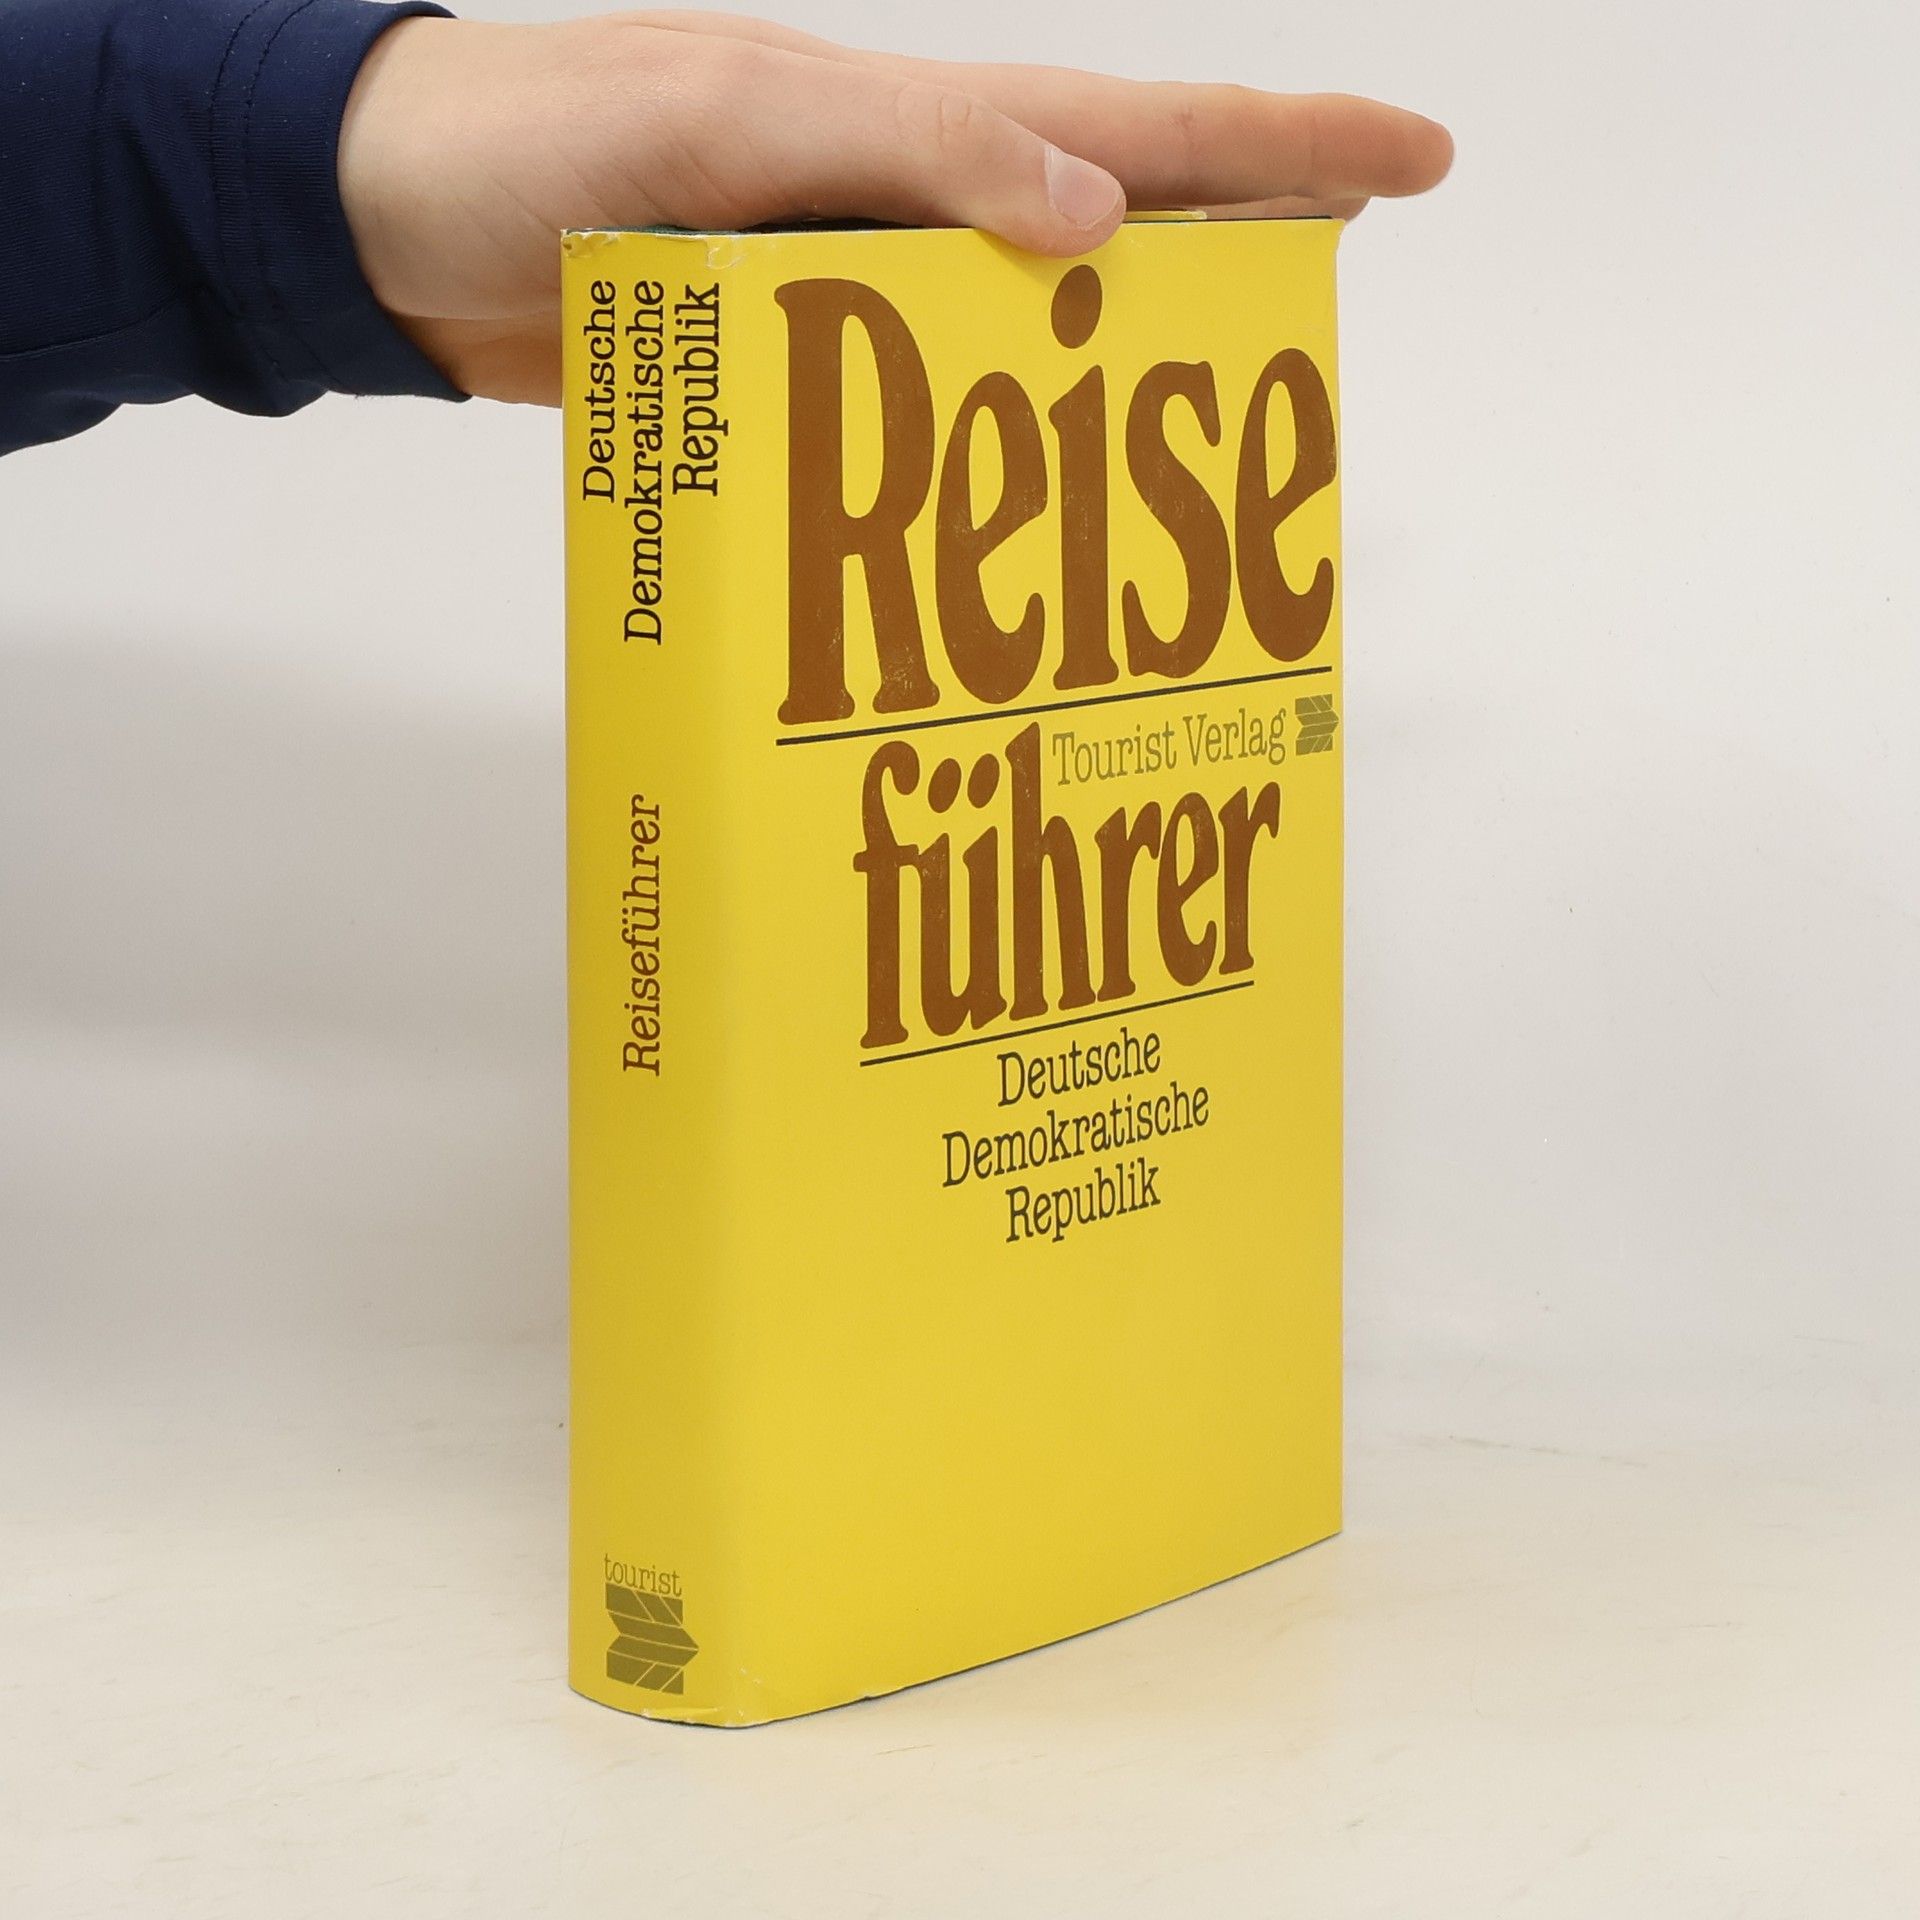 Deutsche
Demokratische
Republik
Reiseführer
tourist
Reise
Tourist Verlag
führer
Deutsche
Demokratische
Republik